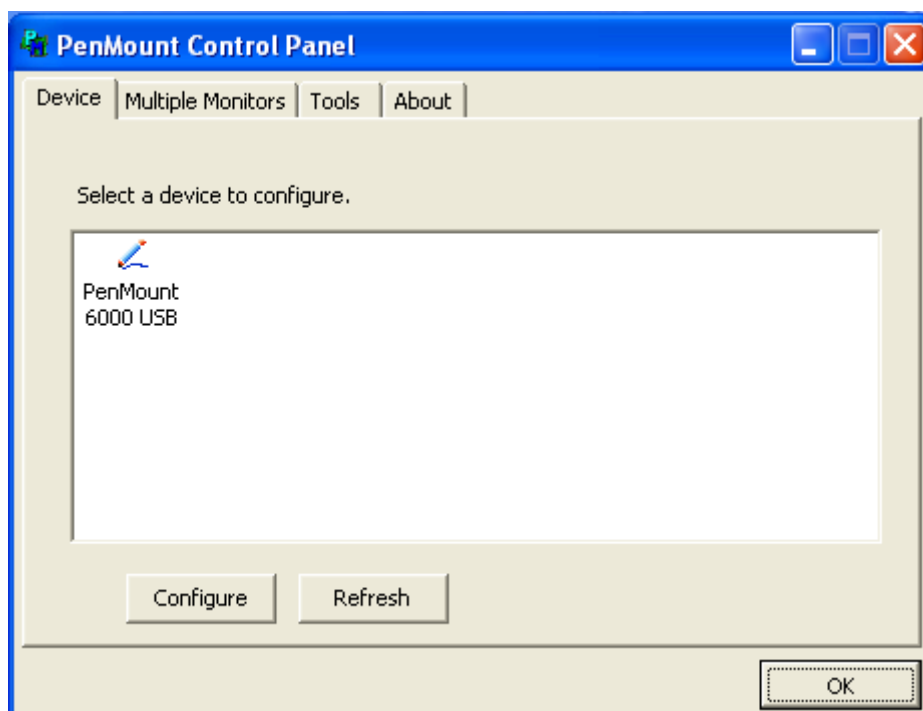 PenMount Control Panel
Device Multiple Monitors Tools About
Select a device to configure.
PenMount
6000 USB
Configure Refresh
OK